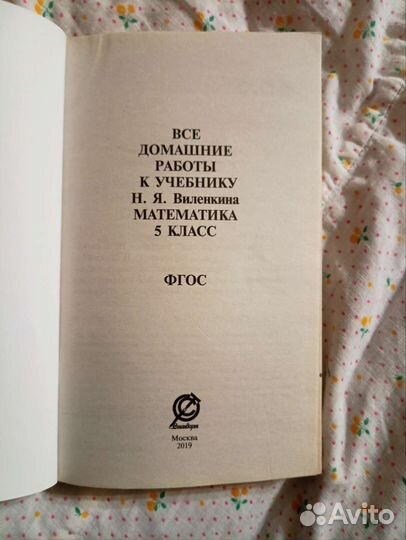 ВСЕ
ДОМАШНИЕ
РАБОТЫ
К УЧЕБНИКУ
Н. Я. Виленкина
МАТЕМАТИКА
5 КЛАСС
ФГОС
Москва
2019
Avito